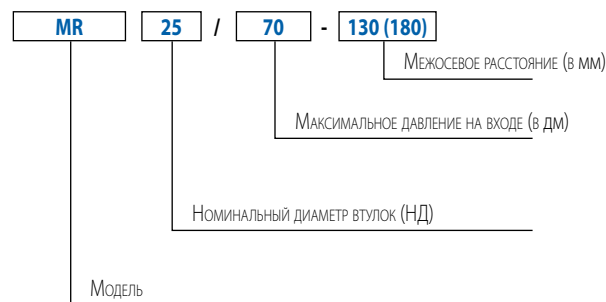 MR 25 / 70 - 130 (180)
Межосевое расстояние (в мм)
Максимальное давление на входе (в дм)
Номинальный диаметр втулок (НД)
Модель